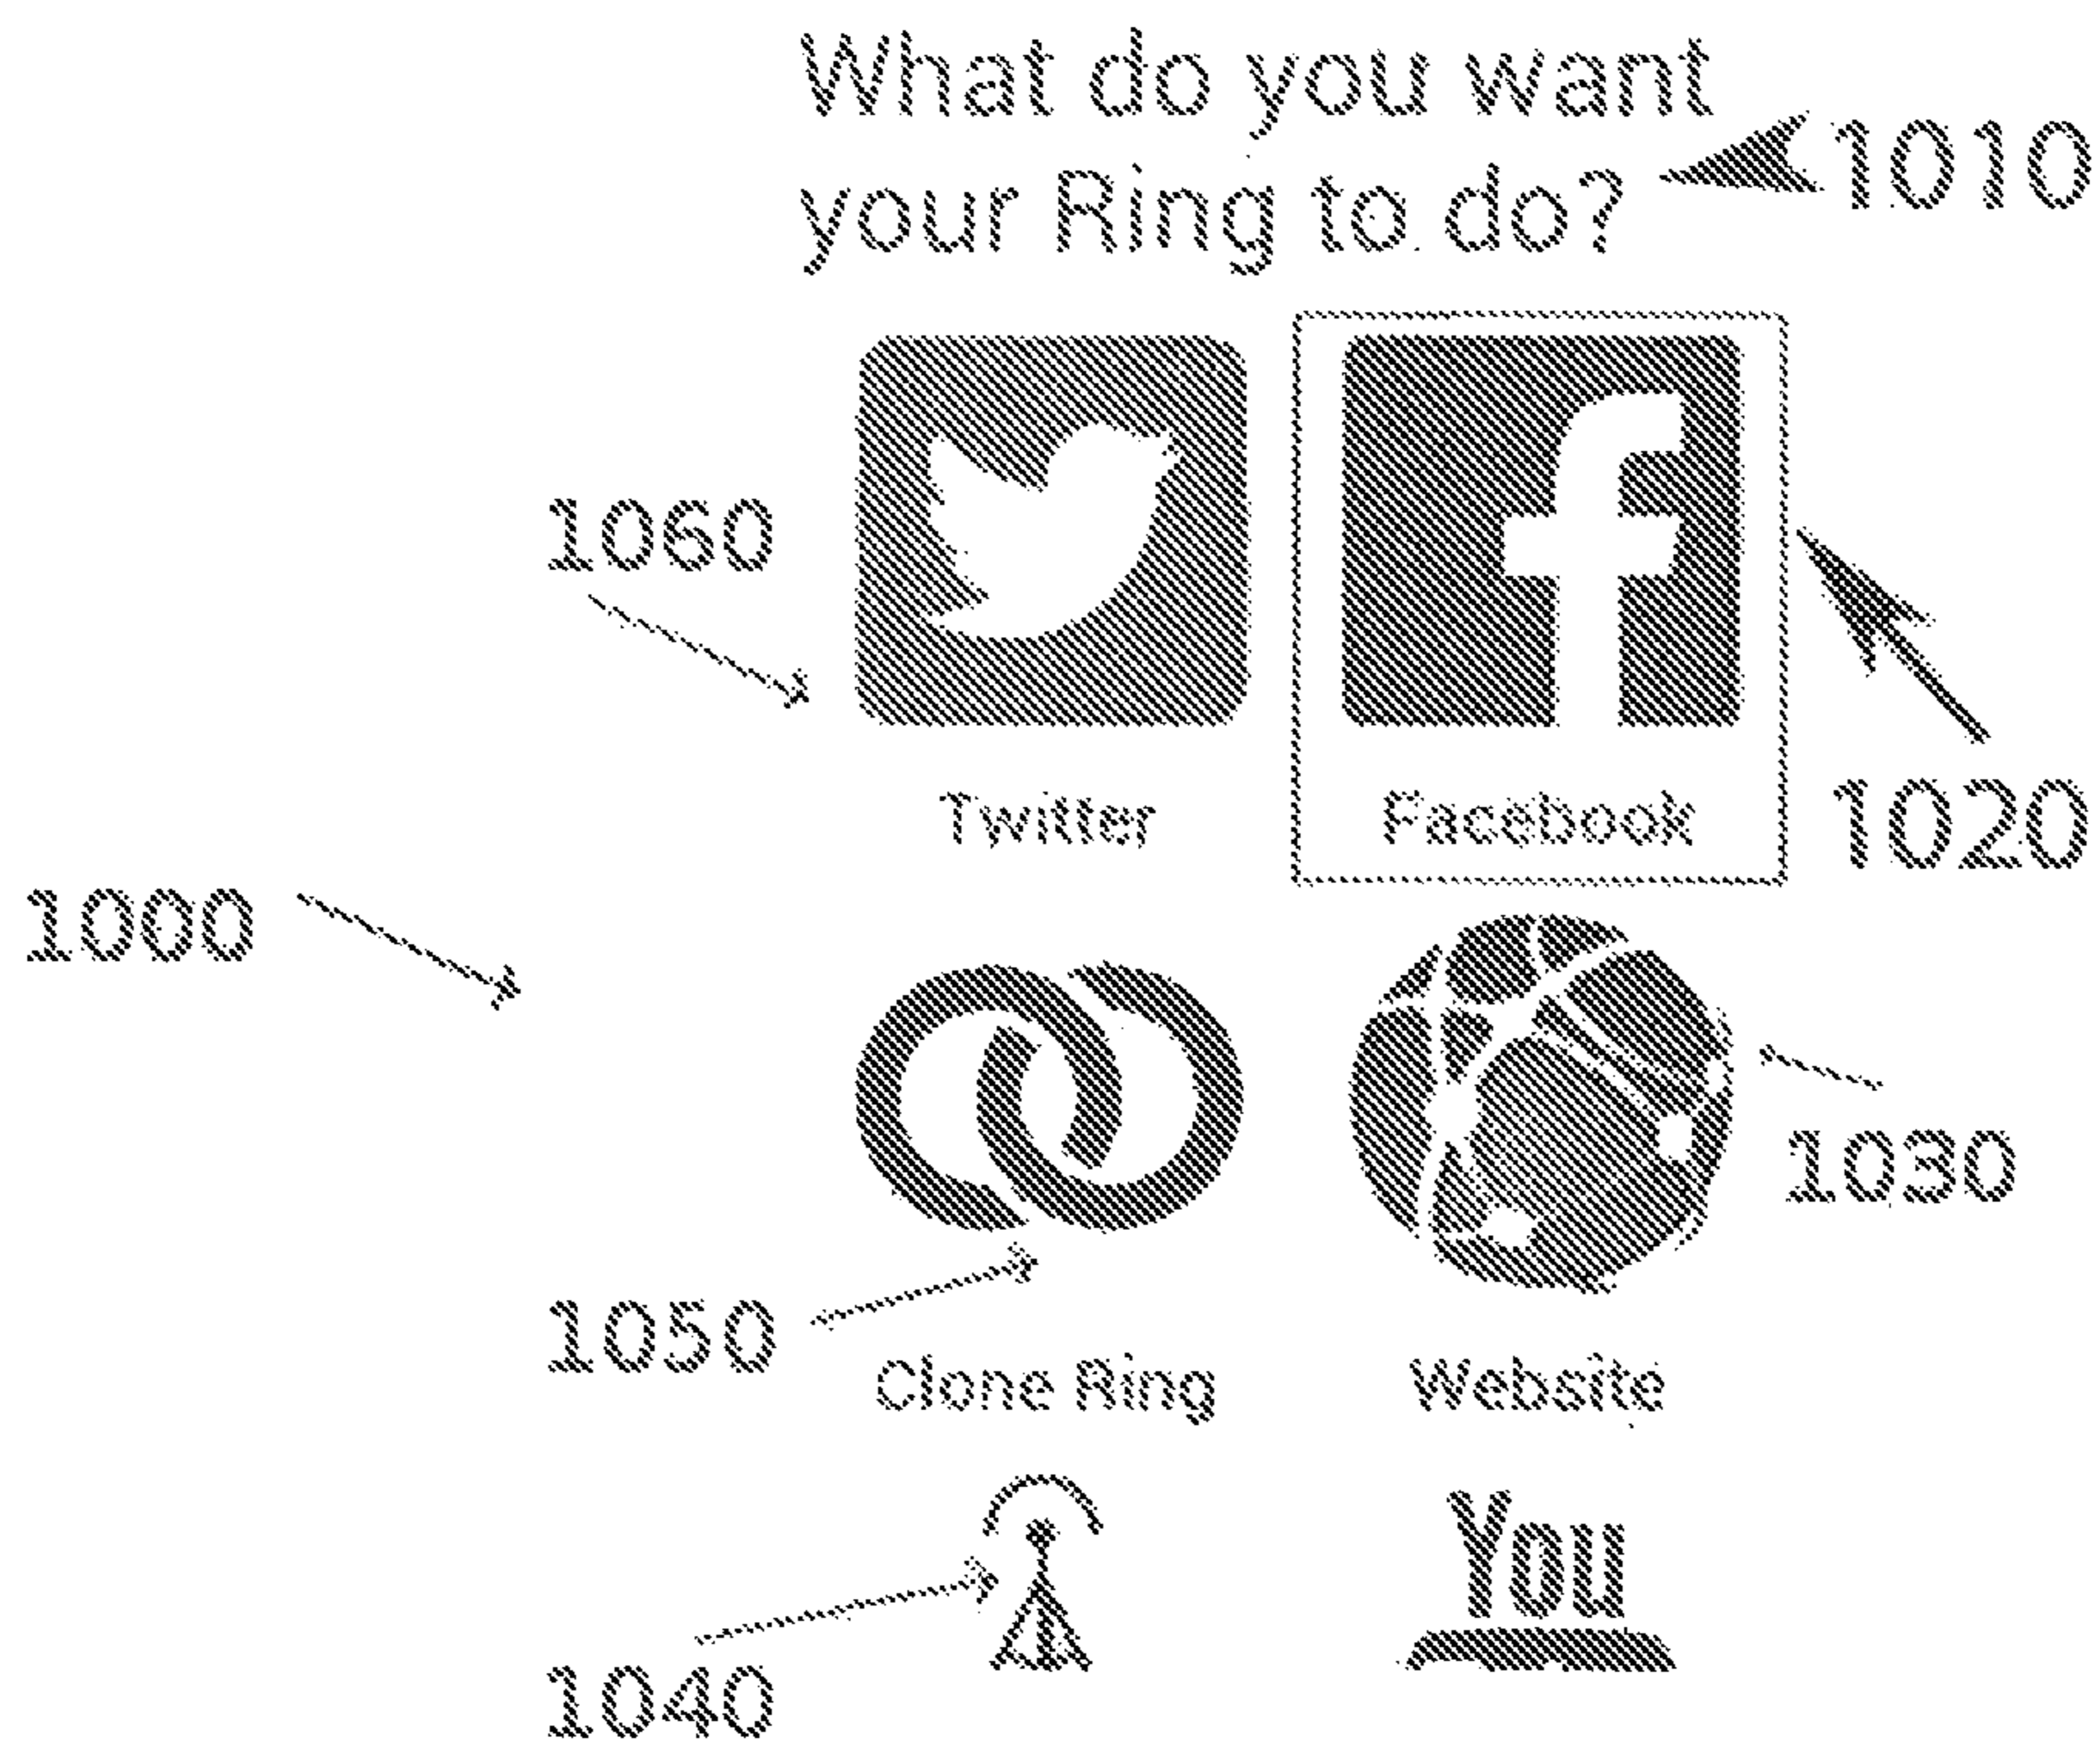 What do you want
your Ring to do?
1010
1060
Twitter
Facebook
1020
1000
1030
1050
Clone Ring
Website
You
1040